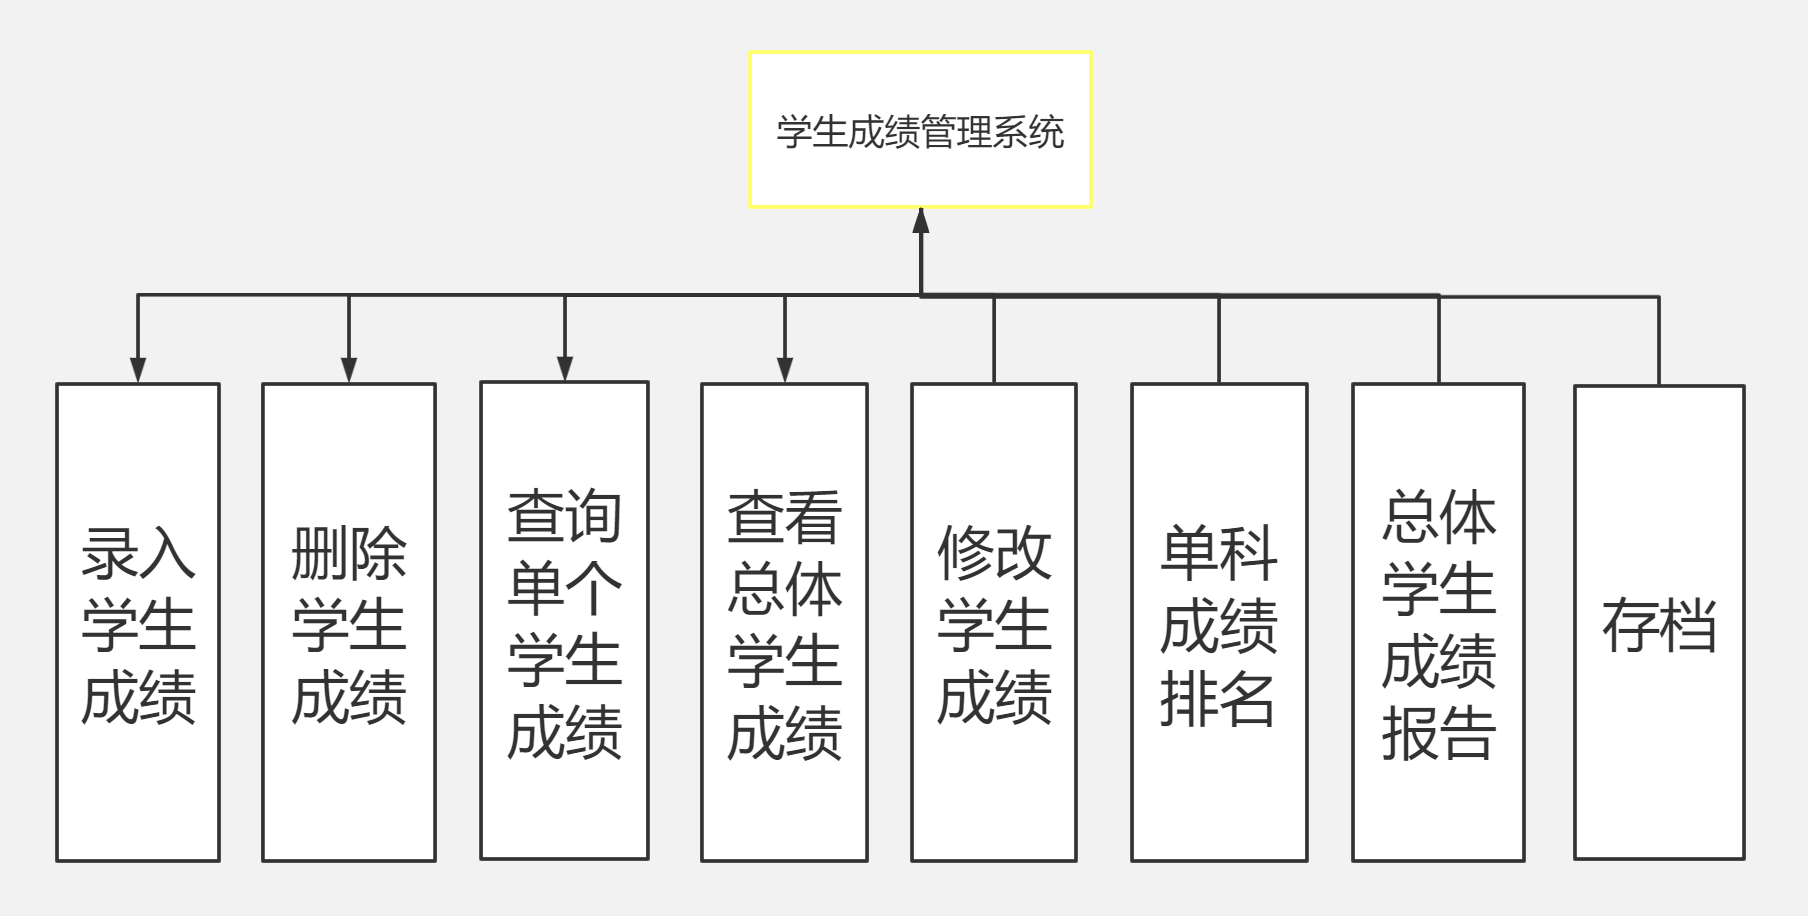 学生成绩管理系统
录入
学生
成绩
删除
学生
成绩
查询
单个
学生
成绩
查看
总体
学生
成绩
修改
学生
成绩
单科
成绩
排名
总体
学生
成绩
报告
存档